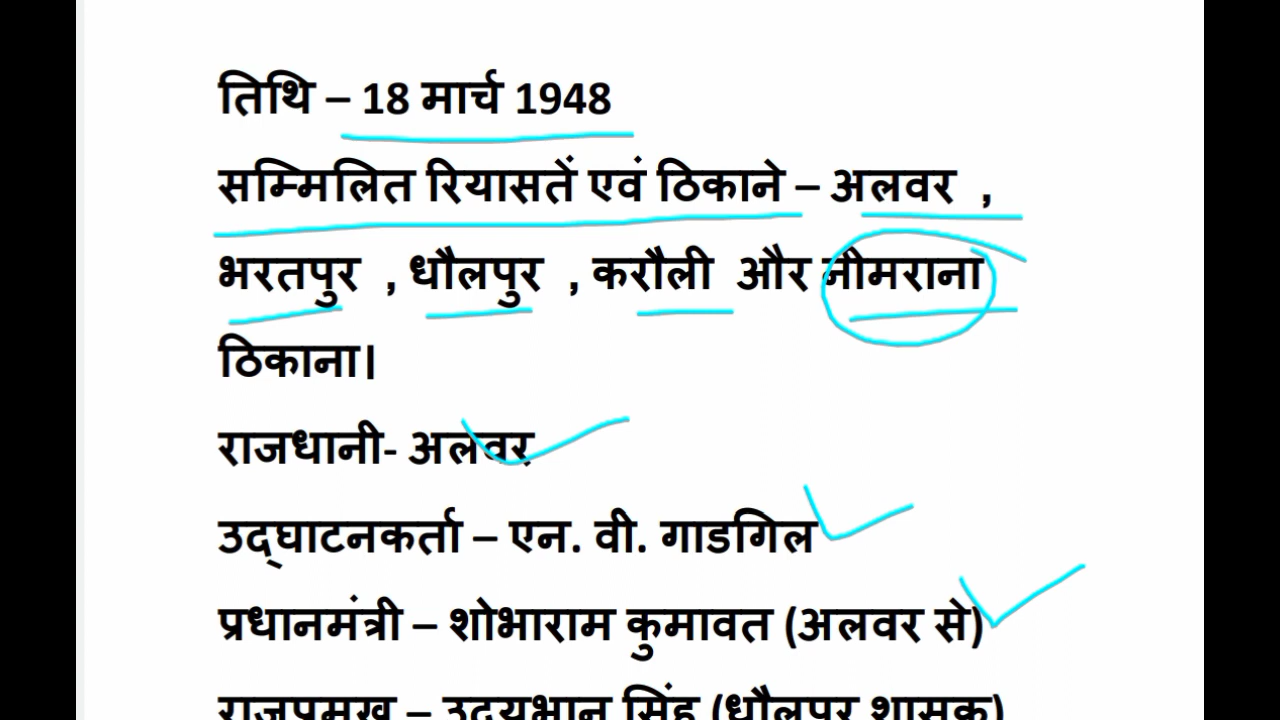 तिथि – 18 मार्च 1948
सम्मिलित रियासतें एवं ठिकाने – अलवर ,
भरतपुर , धौलपुर , करौली और नीमराना
ठिकाना।
राजधानी- अलवर
उद्घाटनकर्ता – एन. वी. गाडगिल
प्रधानमंत्री – शोभाराम कुमावत (अलवर से)
राजप्रमुख – उदयभान सिंह (धौलपुर शासक)